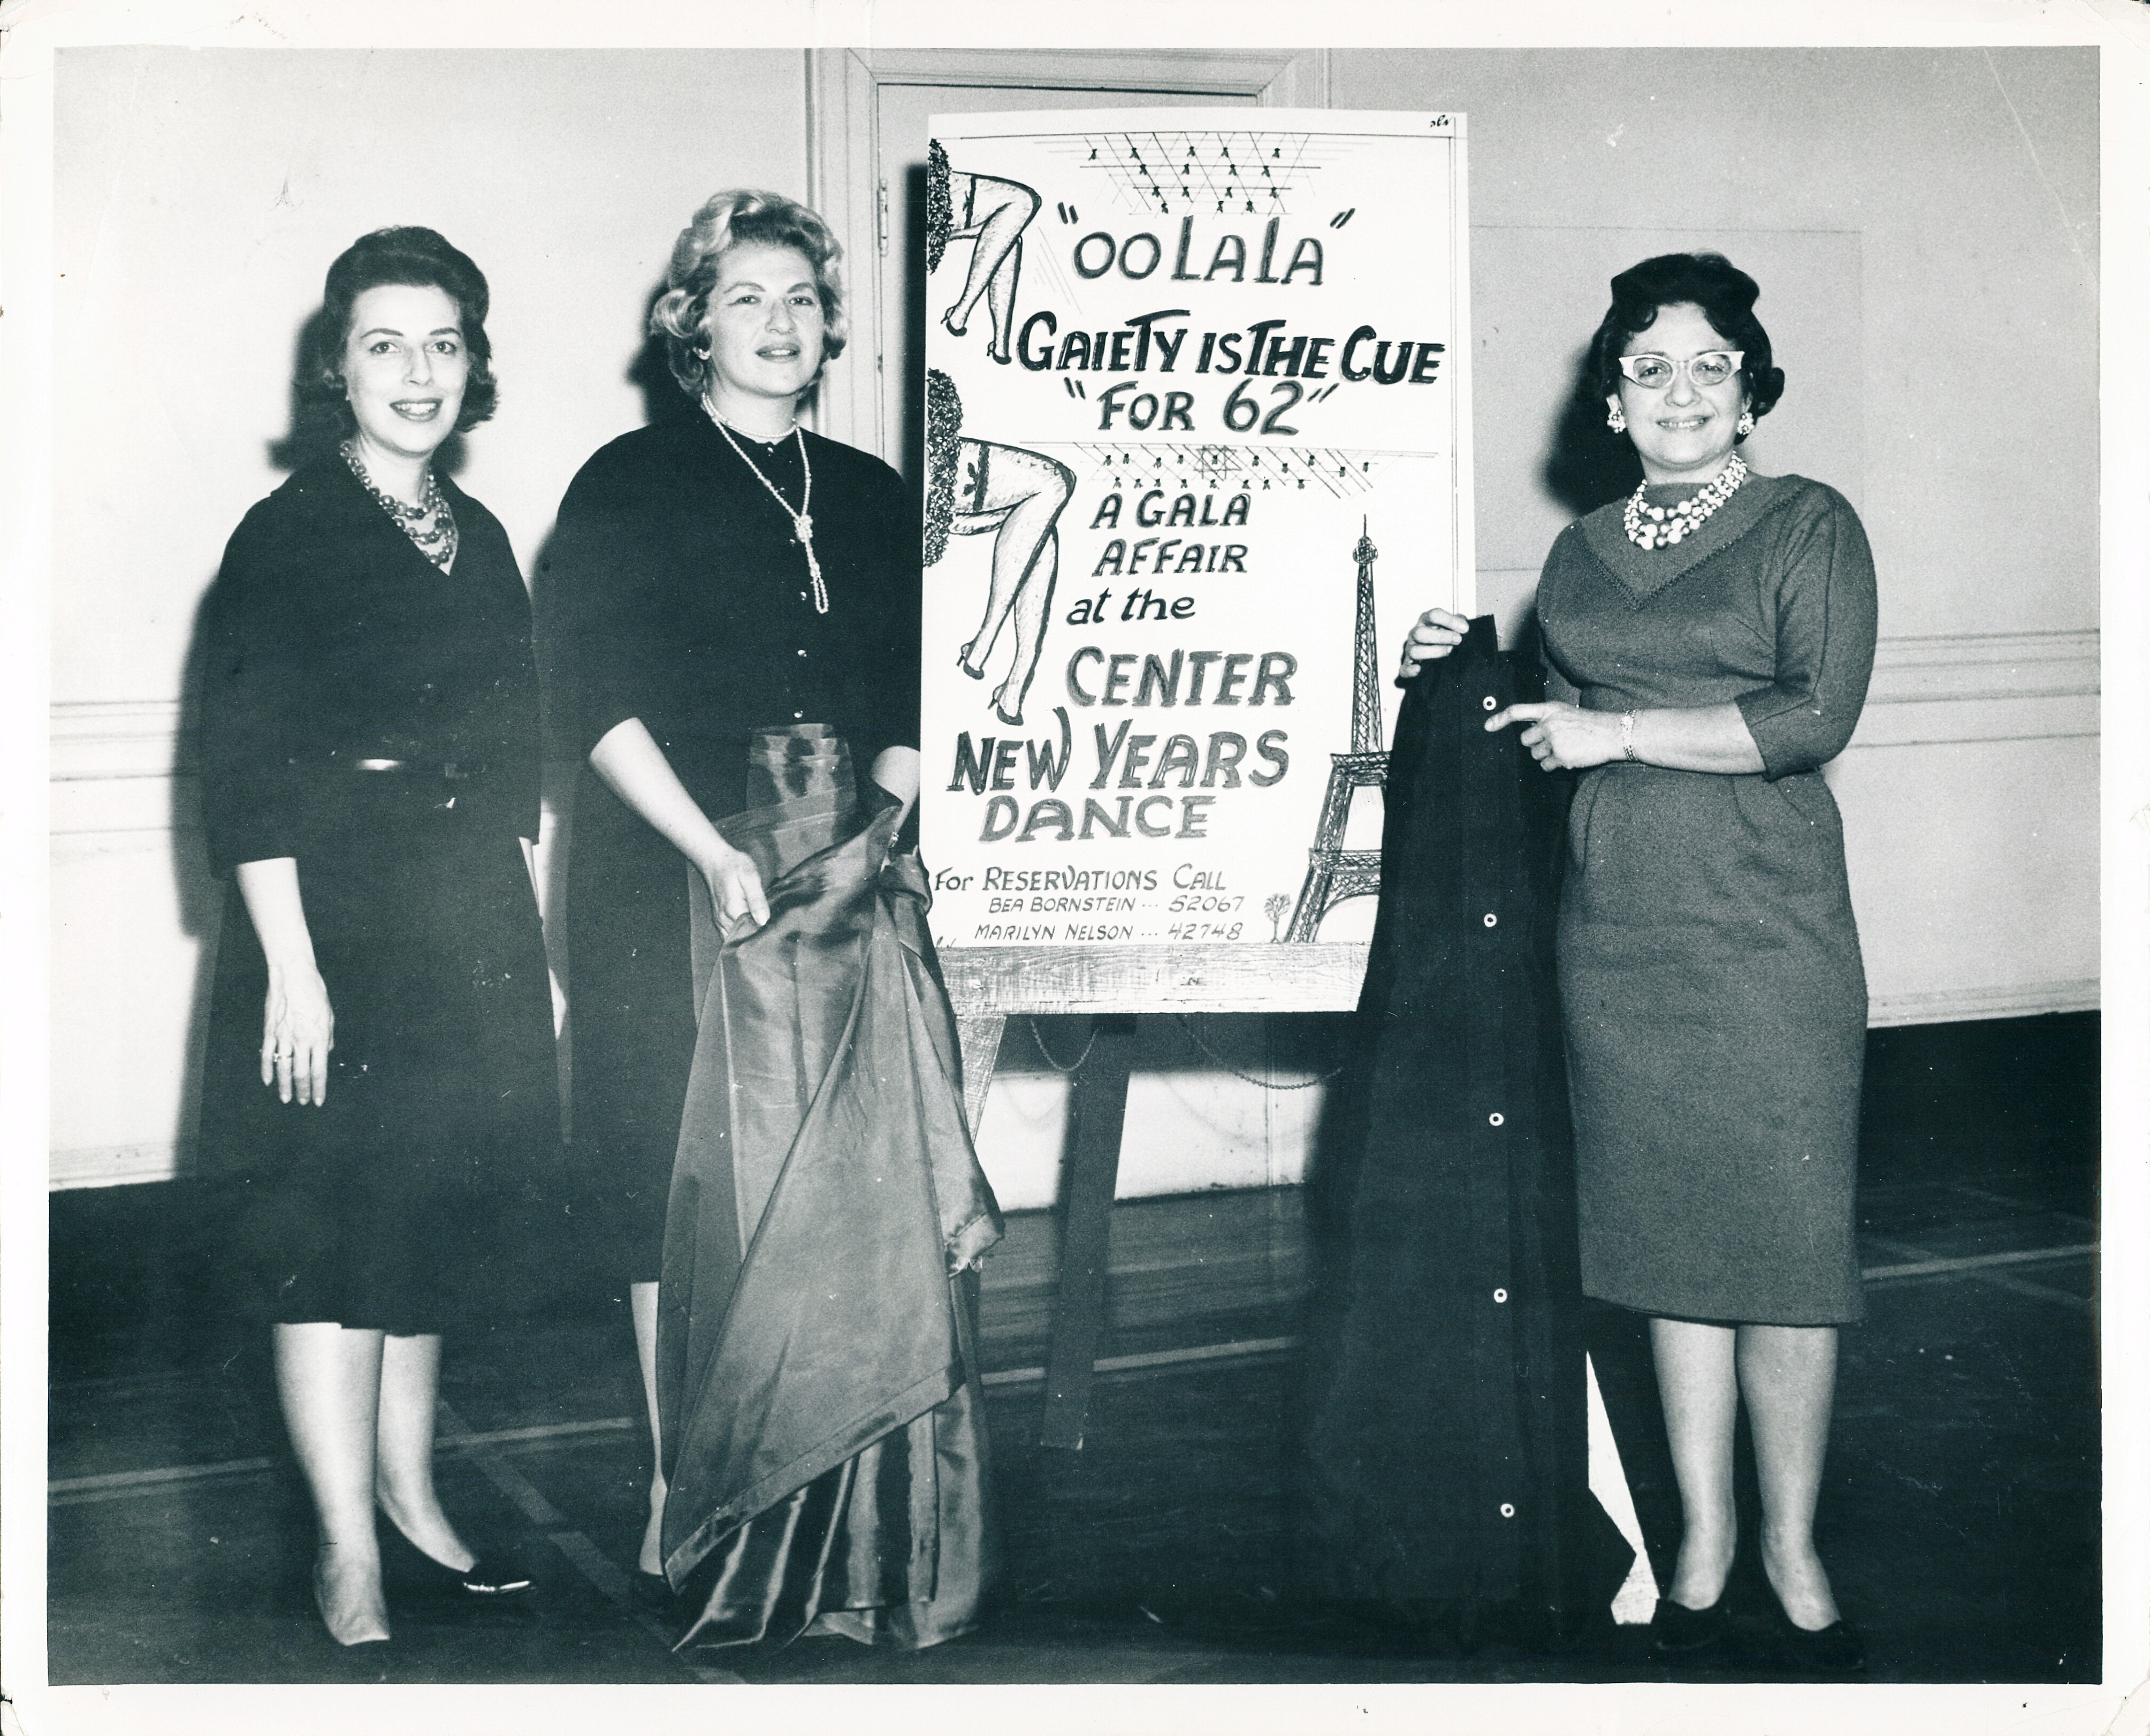 "OO LA LA"
GAIETY IS THE CUE
"FOR 62"
A GALA
AFFAIR
at the
CENTER
NEW YEARS
DANCE
For RESERVATIONS CALL
BEA BORNSTEIN ... 52067
MARILYN NELSON ... 42748